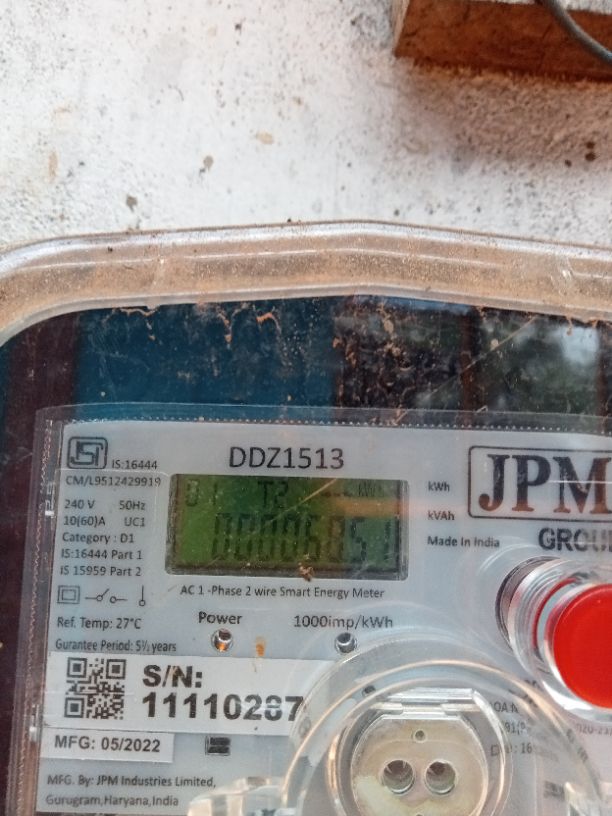 IS:16444
CM/L9512429919
240 V 50Hz
10(60)A UC1
Category : D1
IS:16444 Part 1
IS 15959 Part 2
Ref. Temp: 27°C
Gurantee Period: 5½ years
DDZ1513
T2
00006851
AC 1 -Phase 2 wire Smart Energy Meter
Power 1000imp/kWh
kWh
kVAh
Made In India
JPM
GROU
S/N:
11110287
MFG: 05/2022
MFG. By: JPM Industries Limited,
Gurugram,Haryana,India